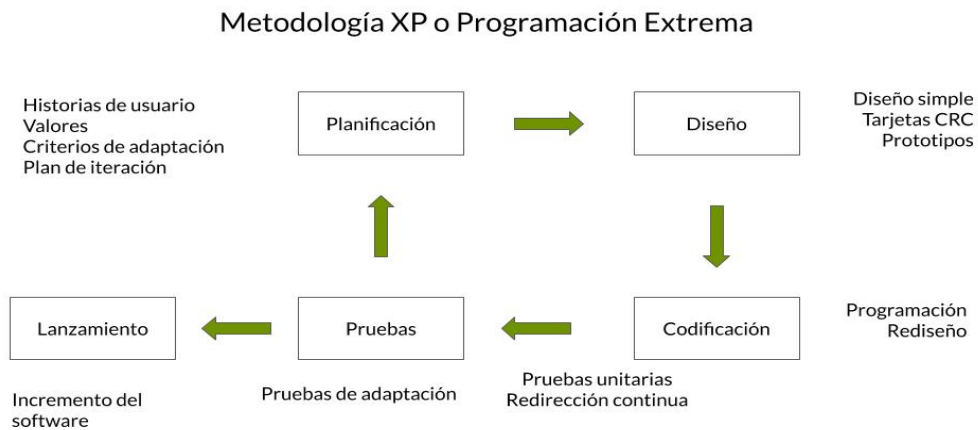 Metodología XP o Programación Extrema
Historias de usuario
Valores
Criterios de adaptación
Plan de iteración
Planificación
Diseño
Diseño simple
Tarjetas CRC
Prototipos
Lanzamiento
Pruebas
Codificación
Programación
Rediseño
Incremento del
software
Pruebas de adaptación
Pruebas unitarias
Redirección continua